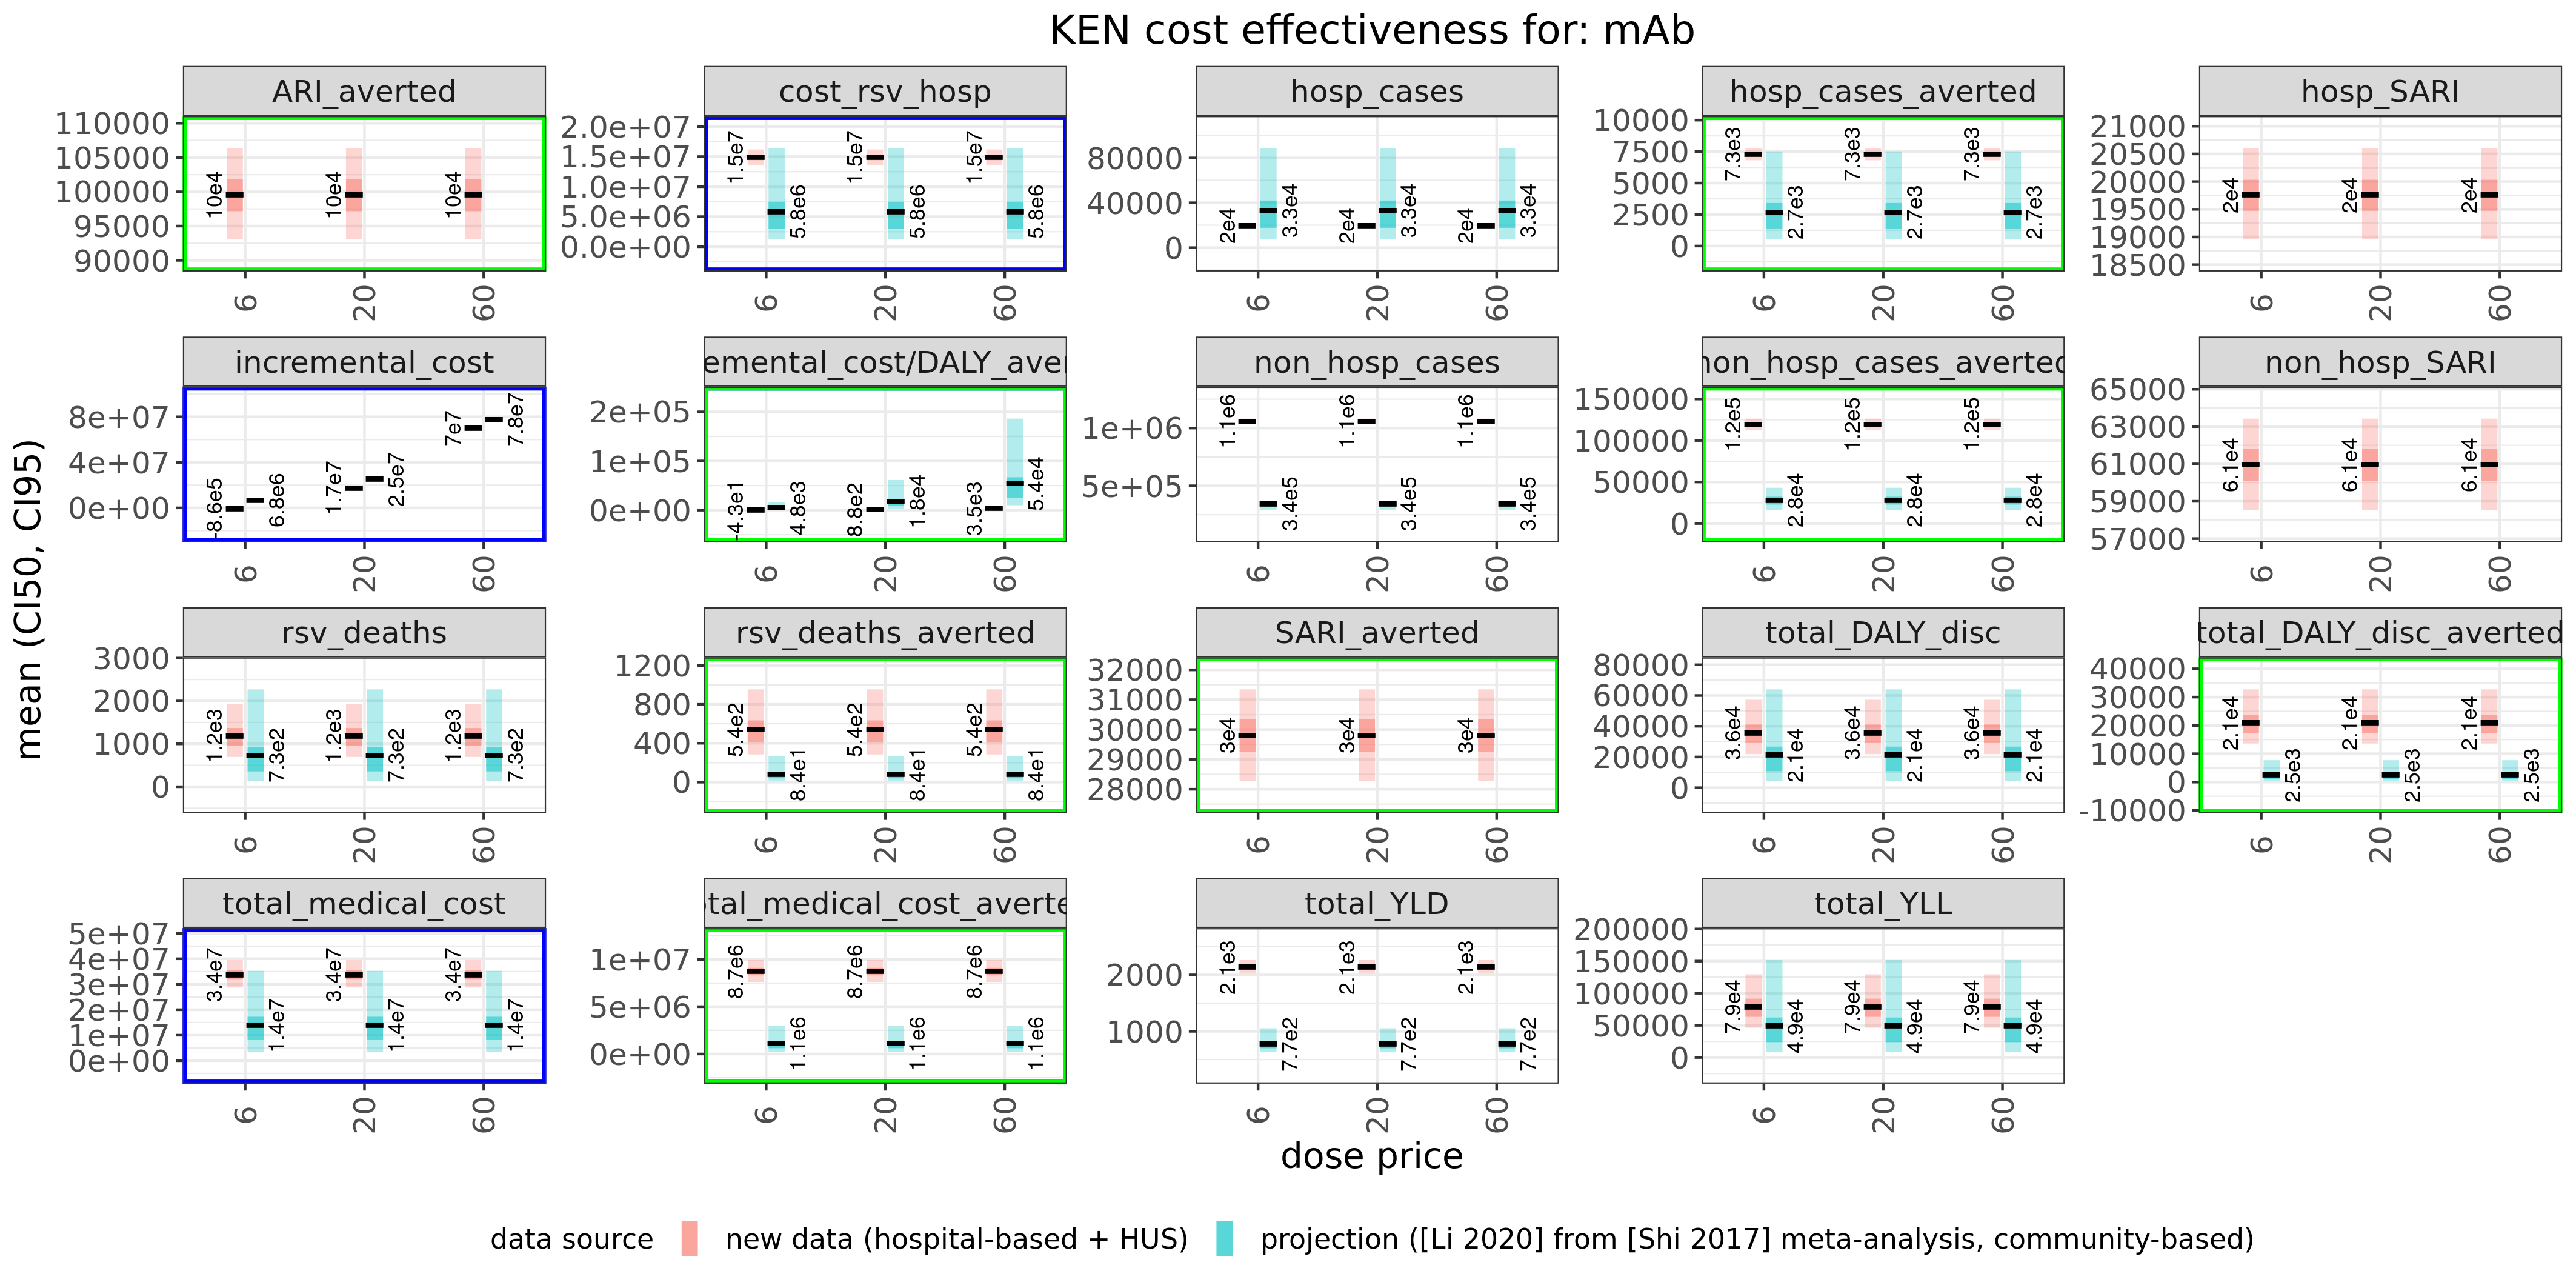 KEN cost effectiveness for: mAb
mean (CI50, CI95)
ARI_averted
110000
105000
100000
95000
90000
10e4 10e4 10e4
6 20 60
cost_rsv_hosp
2.0e+07
1.5e+07
1.0e+07
5.0e+06
0.0e+00
1.5e7 5.8e6 1.5e7 5.8e6 1.5e7 5.8e6
6 20 60
hosp_cases
80000
40000
0
2e4 3.3e4 2e4 3.3e4 2e4 3.3e4
6 20 60
hosp_cases_averted
10000
7500
5000
2500
0
7.3e3 2.7e3 7.3e3 2.7e3 7.3e3 2.7e3
6 20 60
hosp_SARI
21000
20500
20000
19500
19000
18500
2e4 2e4 2e4
6 20 60
incremental_cost
8e+07
4e+07
0e+00
-8.6e5 6.8e6 1.7e7 2.5e7 7e7 7.8e7
6 20 60
emental_cost/DALY_aver
2e+05
1e+05
0e+00
-4.3e1 4.8e3 8.8e2 1.8e4 3.5e3 5.4e4
6 20 60
non_hosp_cases
1e+06
5e+05
1.1e6 3.4e5 1.1e6 3.4e5 1.1e6 3.4e5
6 20 60
non_hosp_cases_averted
150000
100000
50000
0
1.2e5 2.8e4 1.2e5 2.8e4 1.2e5 2.8e4
6 20 60
non_hosp_SARI
65000
63000
61000
59000
57000
6.1e4 6.1e4 6.1e4
6 20 60
rsv_deaths
3000
2000
1000
0
1.2e3 7.3e2 1.2e3 7.3e2 1.2e3 7.3e2
6 20 60
rsv_deaths_averted
1200
800
400
0
5.4e2 8.4e1 5.4e2 8.4e1 5.4e2 8.4e1
6 20 60
SARI_averted
32000
31000
30000
29000
28000
3e4 3e4 3e4
6 20 60
total_DALY_disc
80000
60000
40000
20000
0
3.6e4 2.1e4 3.6e4 2.1e4 3.6e4 2.1e4
6 20 60
total_DALY_disc_averted
40000
30000
20000
10000
0
-10000
2.1e4 2.5e3 2.1e4 2.5e3 2.1e4 2.5e3
6 20 60
total_medical_cost
5e+07
4e+07
3e+07
2e+07
1e+07
0e+00
3.4e7 1.4e7 3.4e7 1.4e7 3.4e7 1.4e7
6 20 60
tal_medical_cost_averte
1e+07
5e+06
0e+00
8.7e6 1.1e6 8.7e6 1.1e6 8.7e6 1.1e6
6 20 60
total_YLD
2000
1000
2.1e3 7.7e2 2.1e3 7.7e2 2.1e3 7.7e2
6 20 60
total_YLL
200000
150000
100000
50000
0
7.9e4 4.9e4 7.9e4 4.9e4 7.9e4 4.9e4
6 20 60
dose price
data source new data (hospital-based + HUS) projection ([Li 2020] from [Shi 2017] meta-analysis, community-based)